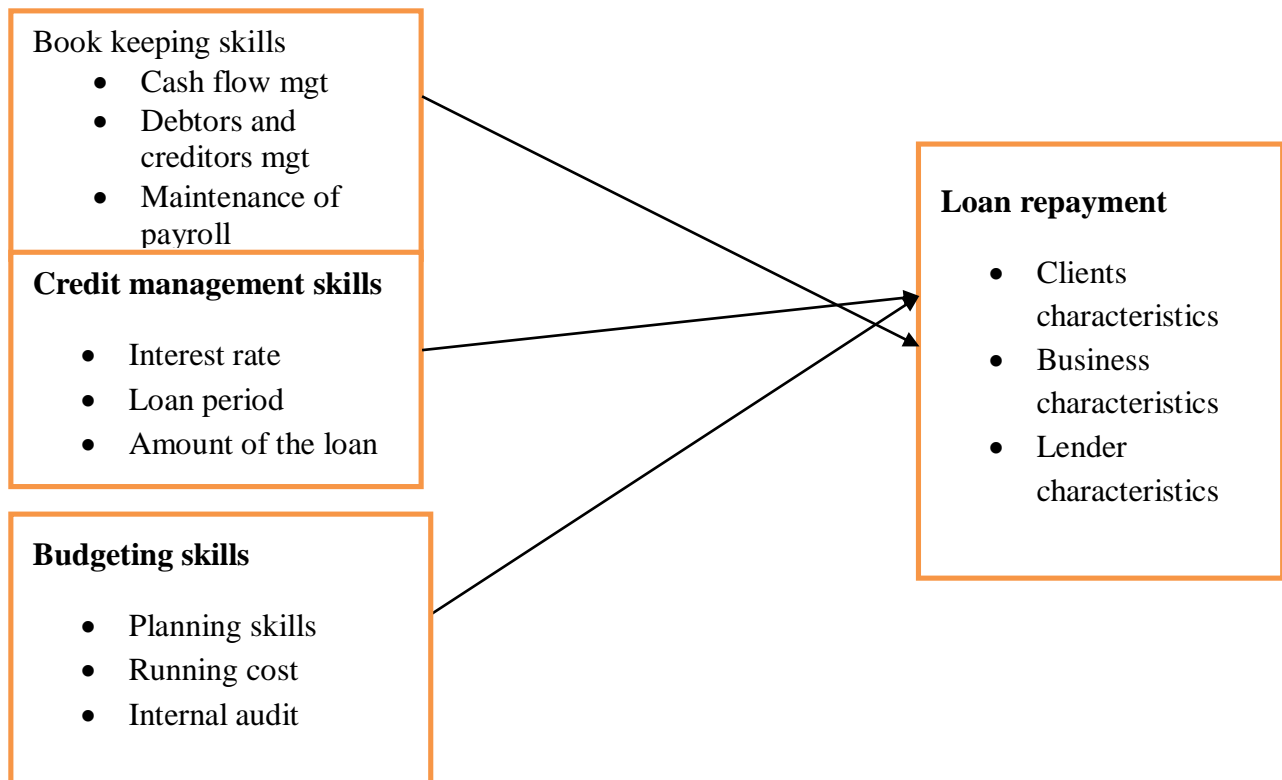 Book keeping skills
• Cash flow mgt
• Debtors and
creditors mgt
• Maintenance of
payroll
Credit management skills
• Interest rate
• Loan period
• Amount of the loan
Budgeting skills
• Planning skills
• Running cost
• Internal audit
Loan repayment
• Clients
characteristics
• Business
characteristics
• Lender
characteristics